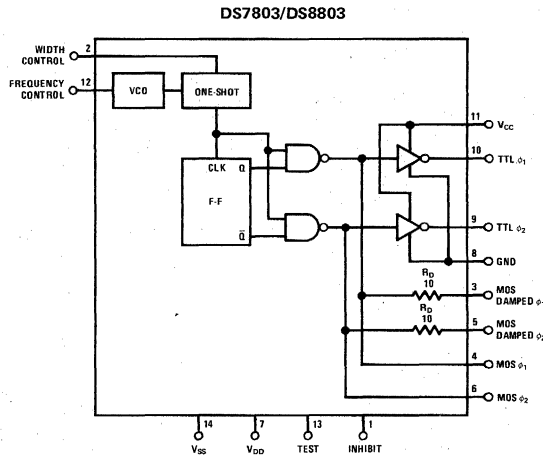 DS7803/DS8803
WIDTH
CONTROL
2
FREQUENCY
CONTROL
12
VCO
ONE-SHOT
CLK Q
F-F
Q̅
11
VCC
10
TTL ϕ1
9
TTL ϕ2
8
GND
RD
10
3
MOS
DAMPED ϕ
RD
10
5
MOS
DAMPED ϕ
4
MOS ϕ1
6
MOS ϕ2
14
VSS
7
VDD
13
TEST
1
INHIBIT